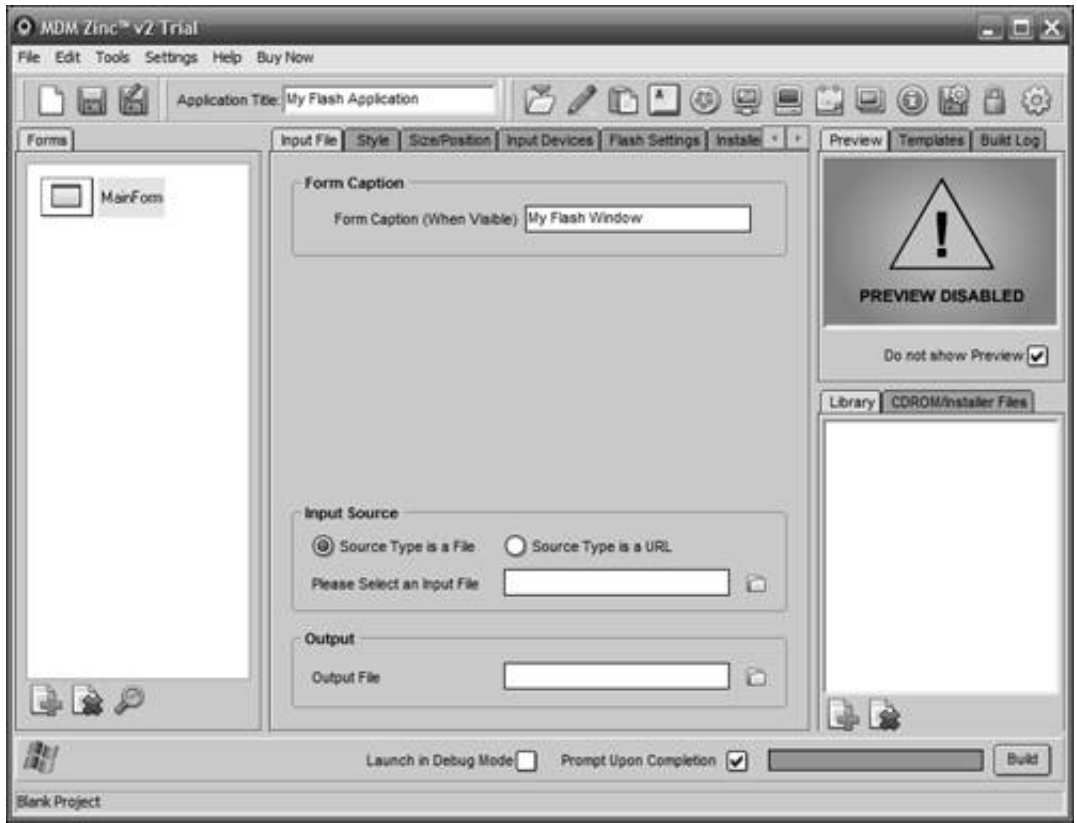 MDM Zinc™ v2 Trial
File Edit Tools Settings Help Buy Now
Application Title: My Flash Application
Forms
Input File Style Size/Position Input Devices Flash Settings Installe
Preview Templates Build Log
MainForm
Form Caption
Form Caption (When Visible) My Flash Window
PREVIEW DISABLED
Do not show Preview
Library CDROM/Installer Files
Input Source
Source Type is a File Source Type is a URL
Please Select an Input File
Output
Output File
Launch in Debug Mode Prompt Upon Completion Build
Blank Project